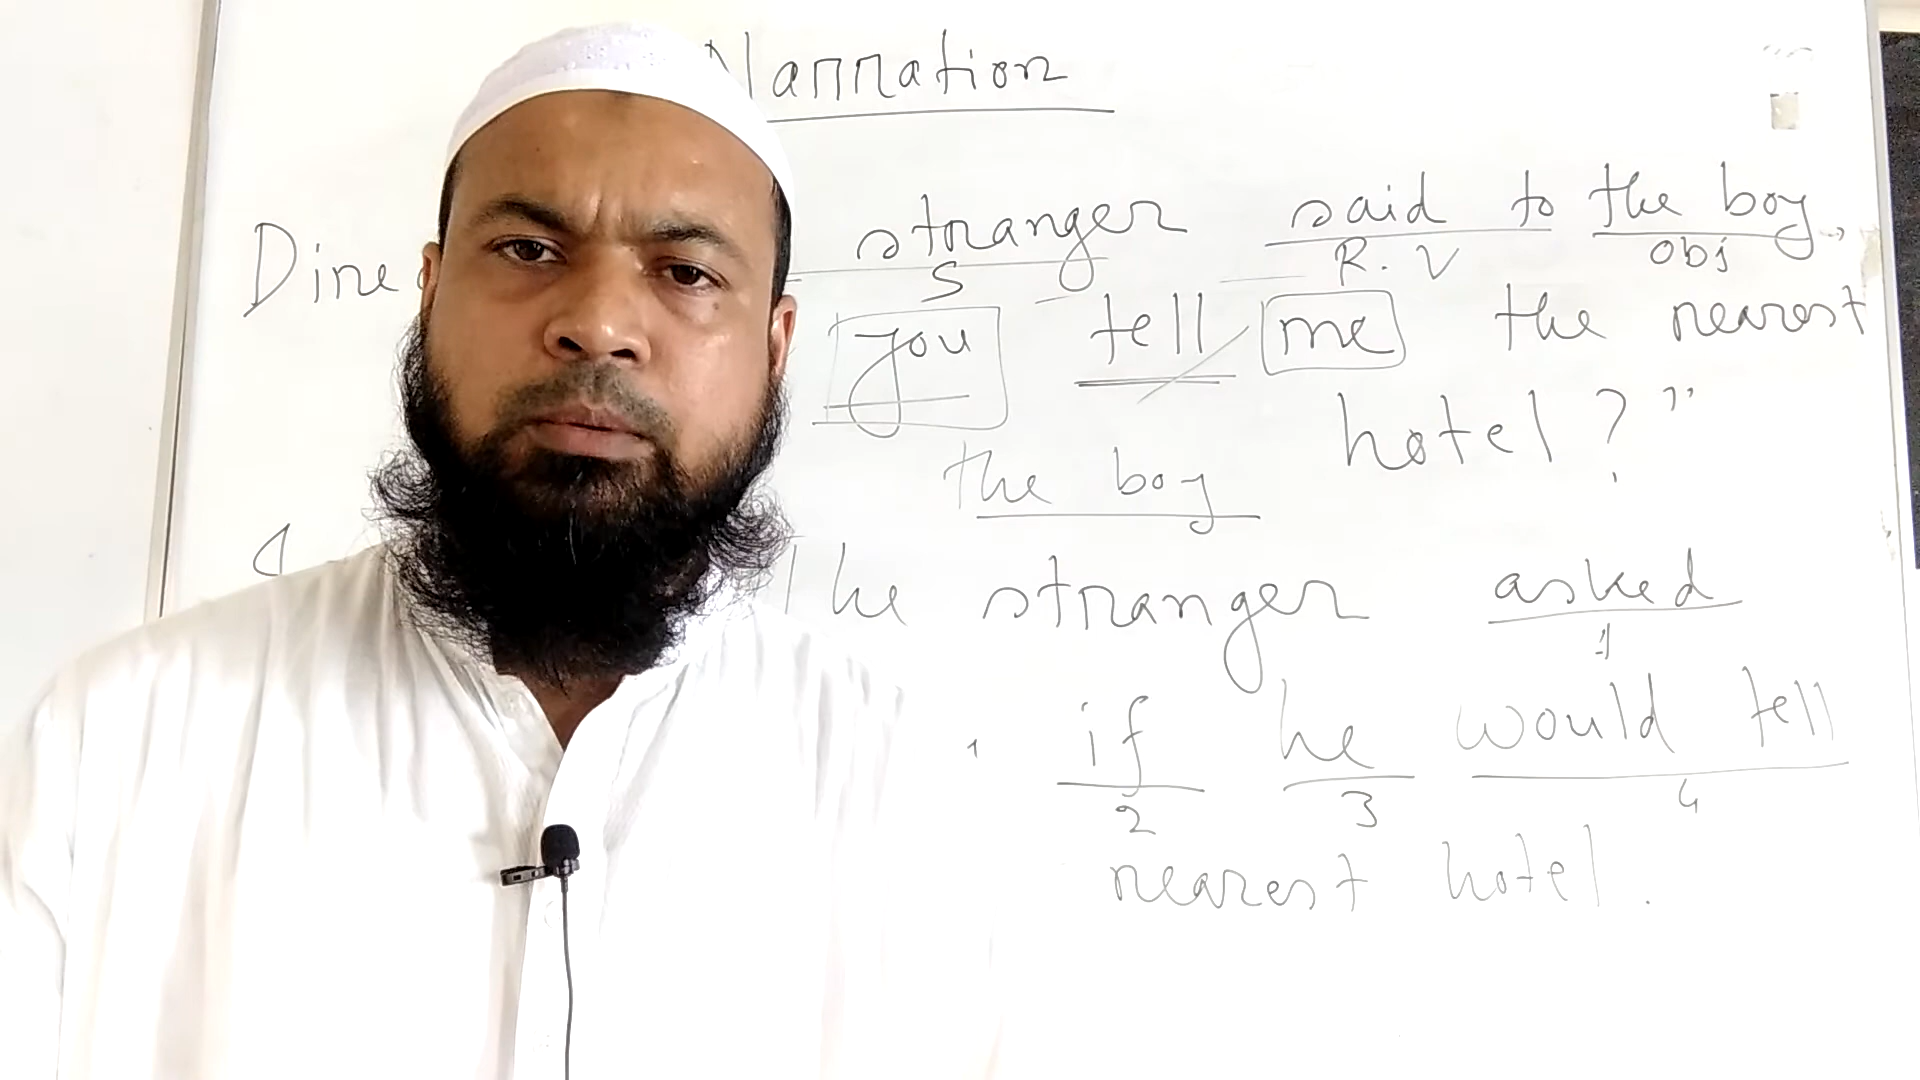 Narration
Dire stranger said to the boy,
S R.V obj
you tell me the nearest
hotel?"
the boy
The stranger asked
1
if he would tell
2 3 4
nearest hotel.